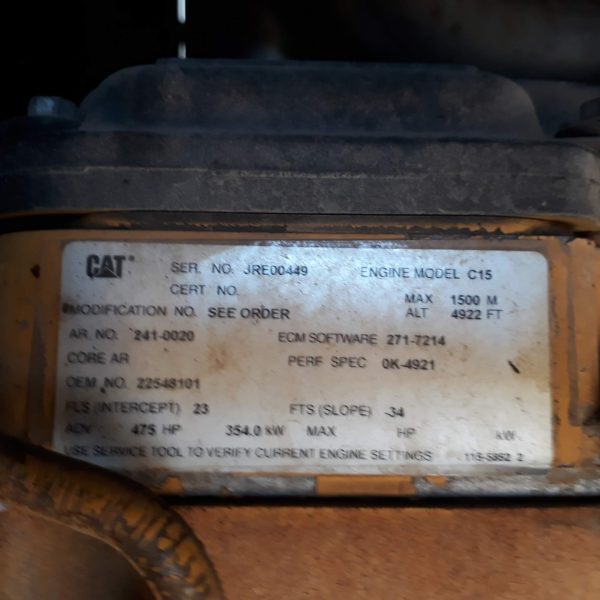 CAT SER. NO. JRE00449 ENGINE MODEL C15
CERT NO. MAX 1500 M
MODIFICATION NO. SEE ORDER ALT 4922 FT
AR. NO. 241-0020 ECM SOFTWARE 271-7214
CORE AR PERF SPEC 0K-4921
OEM NO. 22548101
FLS (INTERCEPT) 23 FTS (SLOPE) -34
ADV 475 HP 354.0 kW MAX HP kW
USE SERVICE TOOL TO VERIFY CURRENT ENGINE SETTINGS 115-5862 2